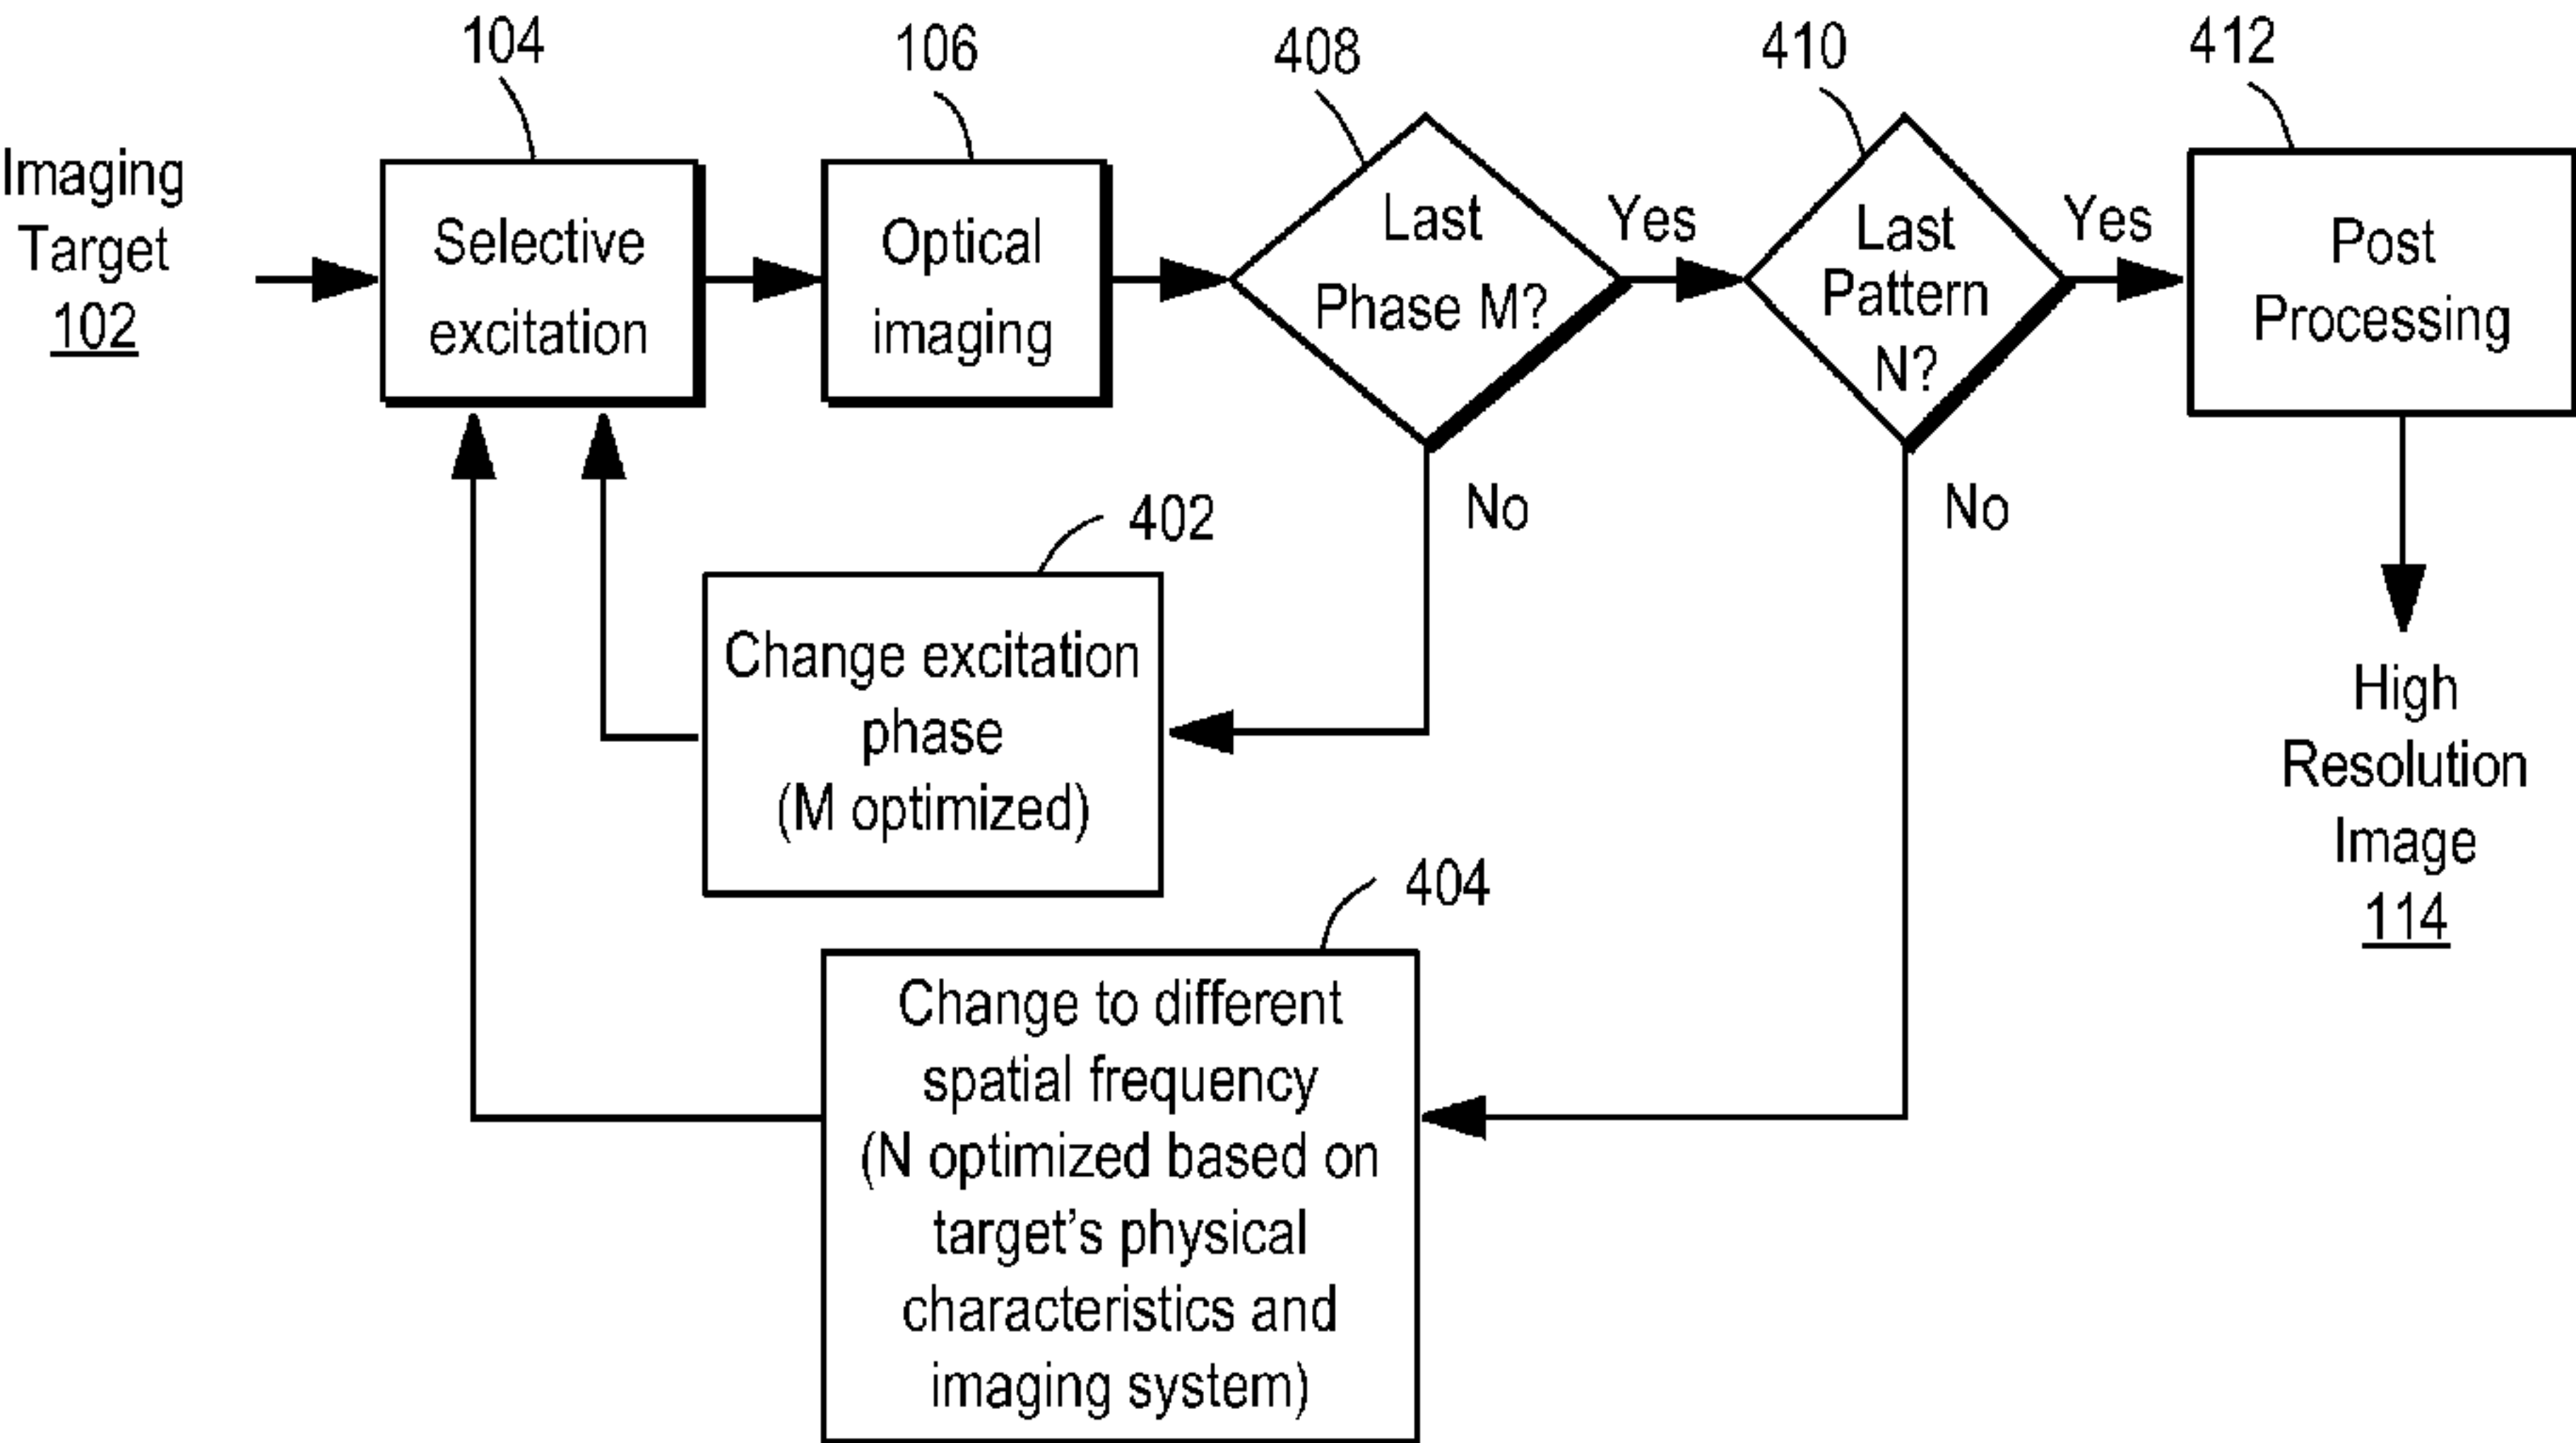 104
106
408
410
412
Imaging
Target
102
Selective
excitation
Optical
imaging
Last
Phase M?
Yes
Last
Pattern
N?
Yes
Post
Processing
No
No
402
Change excitation
phase
(M optimized)
High
Resolution
Image
114
404
Change to different
spatial frequency
(N optimized based on
target's physical
characteristics and
imaging system)